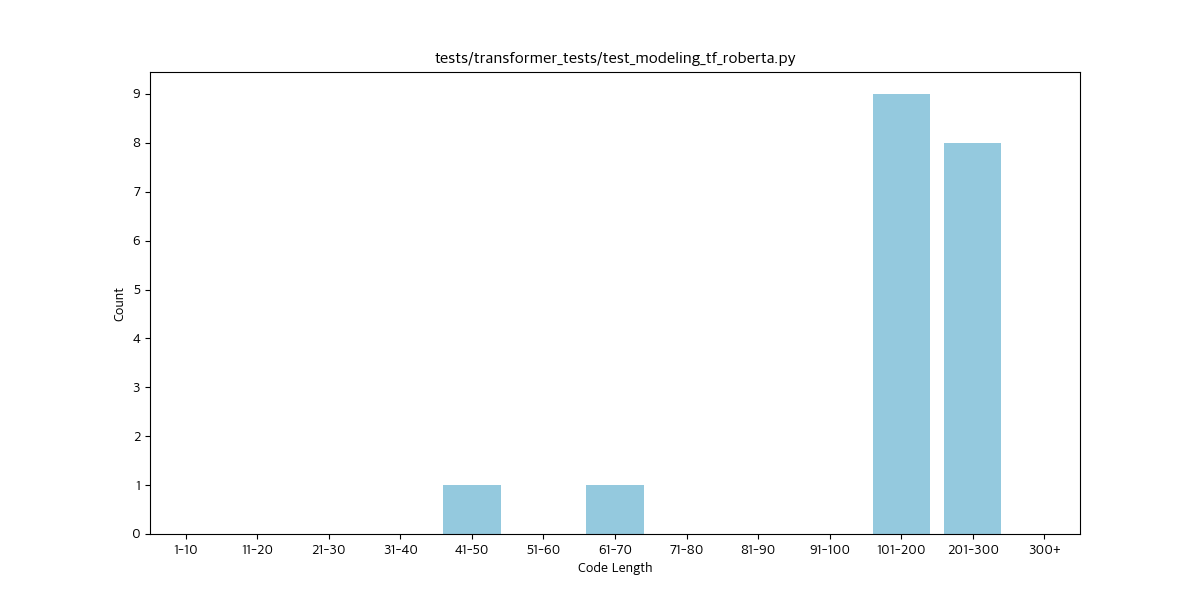 tests/transformer_tests/test_modeling_tf_roberta.py
Count
9
8
7
6
5
4
3
2
1
0
1-10 11-20 21-30 31-40 41-50 51-60 61-70 71-80 81-90 91-100 101-200 201-300 300+
Code Length